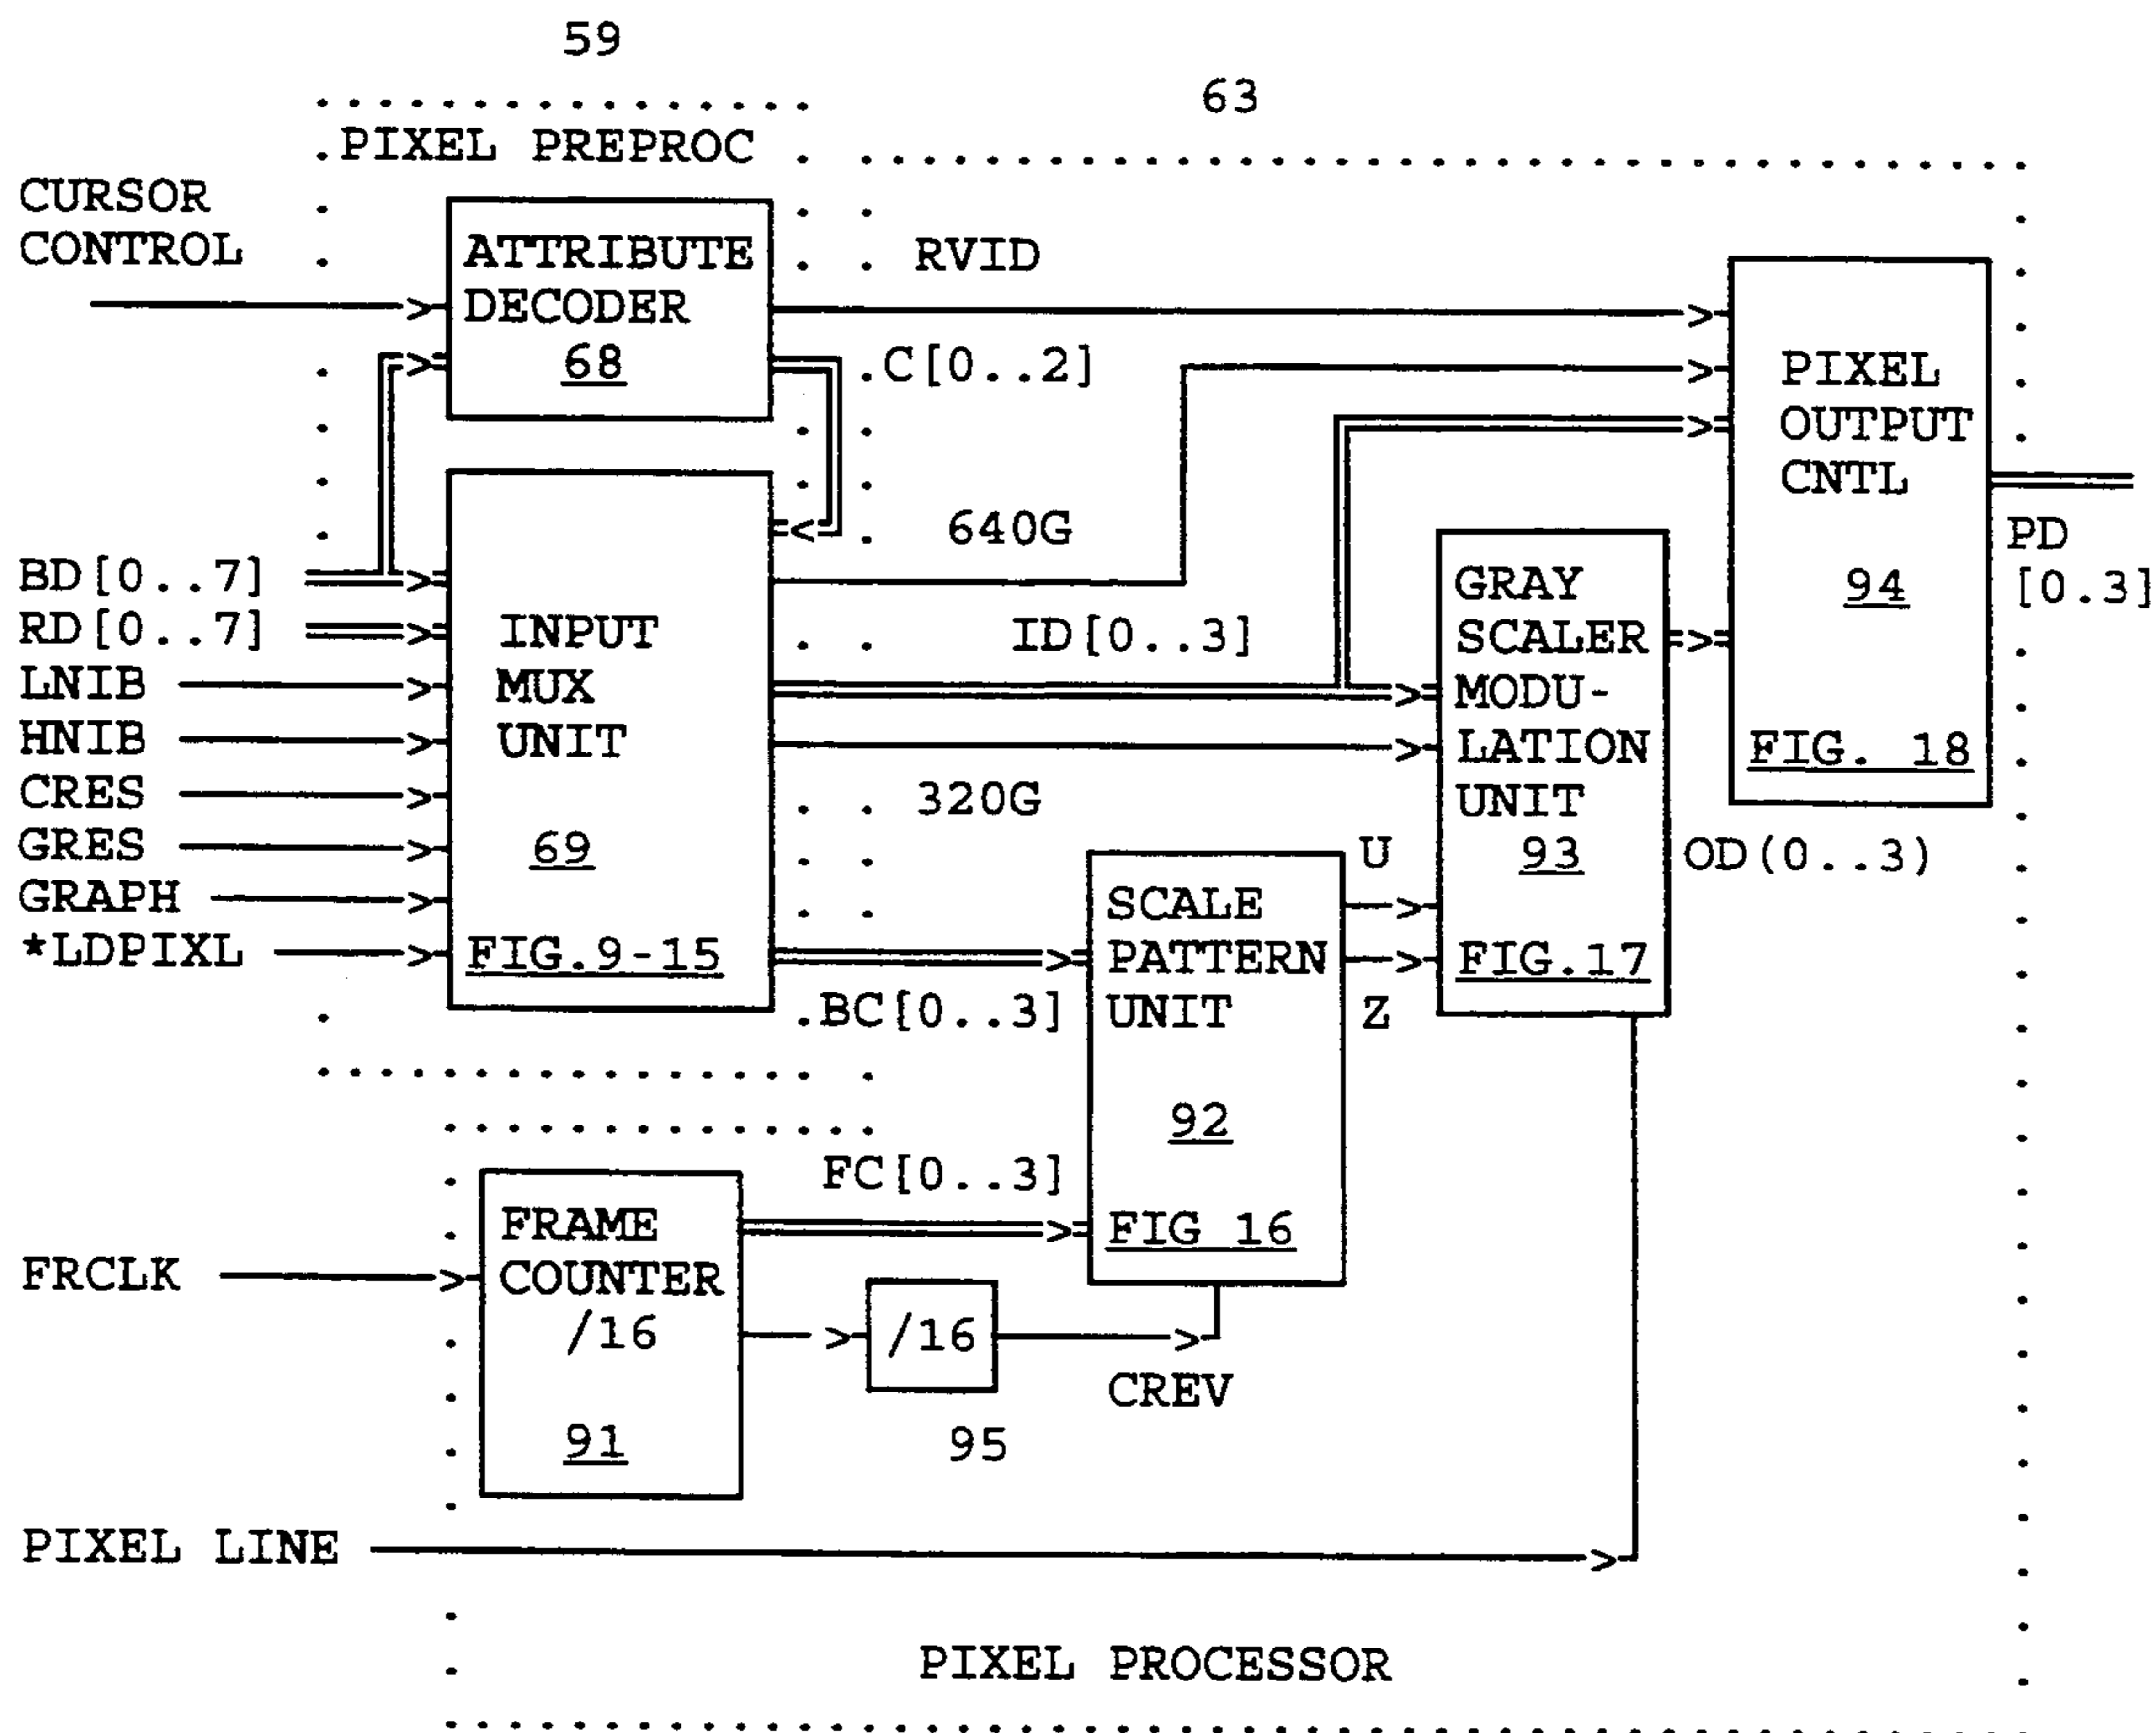 59
63
PIXEL PREPROC
CURSOR
CONTROL
ATTRIBUTE
DECODER
68
RVID
C[0..2]
PIXEL
OUTPUT
CNTL
94
FIG. 18
PD
[0.3]
640G
BD[0..7]
RD[0..7]
LNIB
HNIB
CRES
GRES
GRAPH
*LDPIXL
INPUT
MUX
UNIT
69
FIG.9-15
ID[0..3]
320G
GRAY
SCALER
MODU-
LATION
UNIT
93
FIG.17
OD(0..3)
U
Z
BC[0..3]
SCALE
PATTERN
UNIT
92
FIG 16
FC[0..3]
FRCLK
FRAME
COUNTER
/16
91
/16
95
CREV
PIXEL LINE
PIXEL PROCESSOR